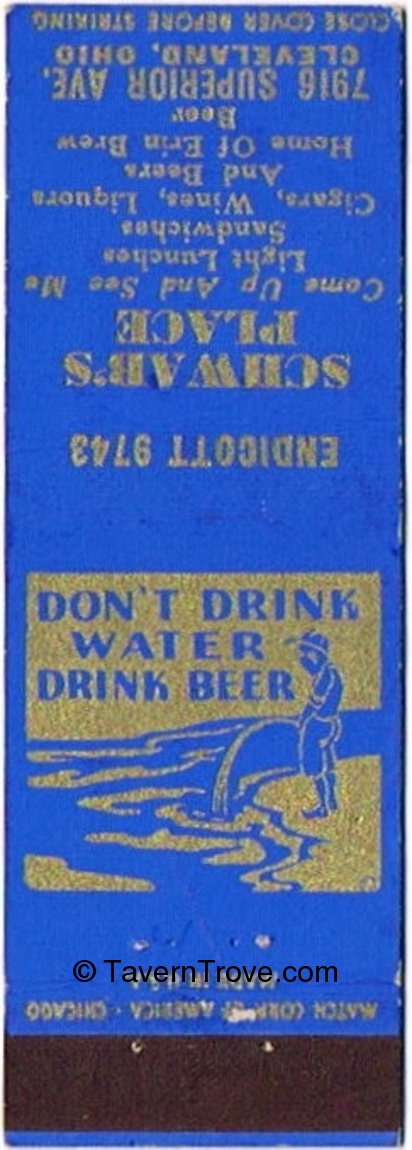 DON'T DRINK
WATER
DRINK BEER
ENDICOTT 9743
SCHWAB'S
PLACE
Come Up And See Me
Light Lunches
Sandwiches
Cigars, Wines, Liquors
And Beers
Home Of Erin Brew
Beer
7916 SUPERIOR AVE.
CLEVELAND, OHIO
CLOSE COVER BEFORE STRIKING
© TavernTrove.com
MATCH CORP. OF AMERICA - CHICAGO